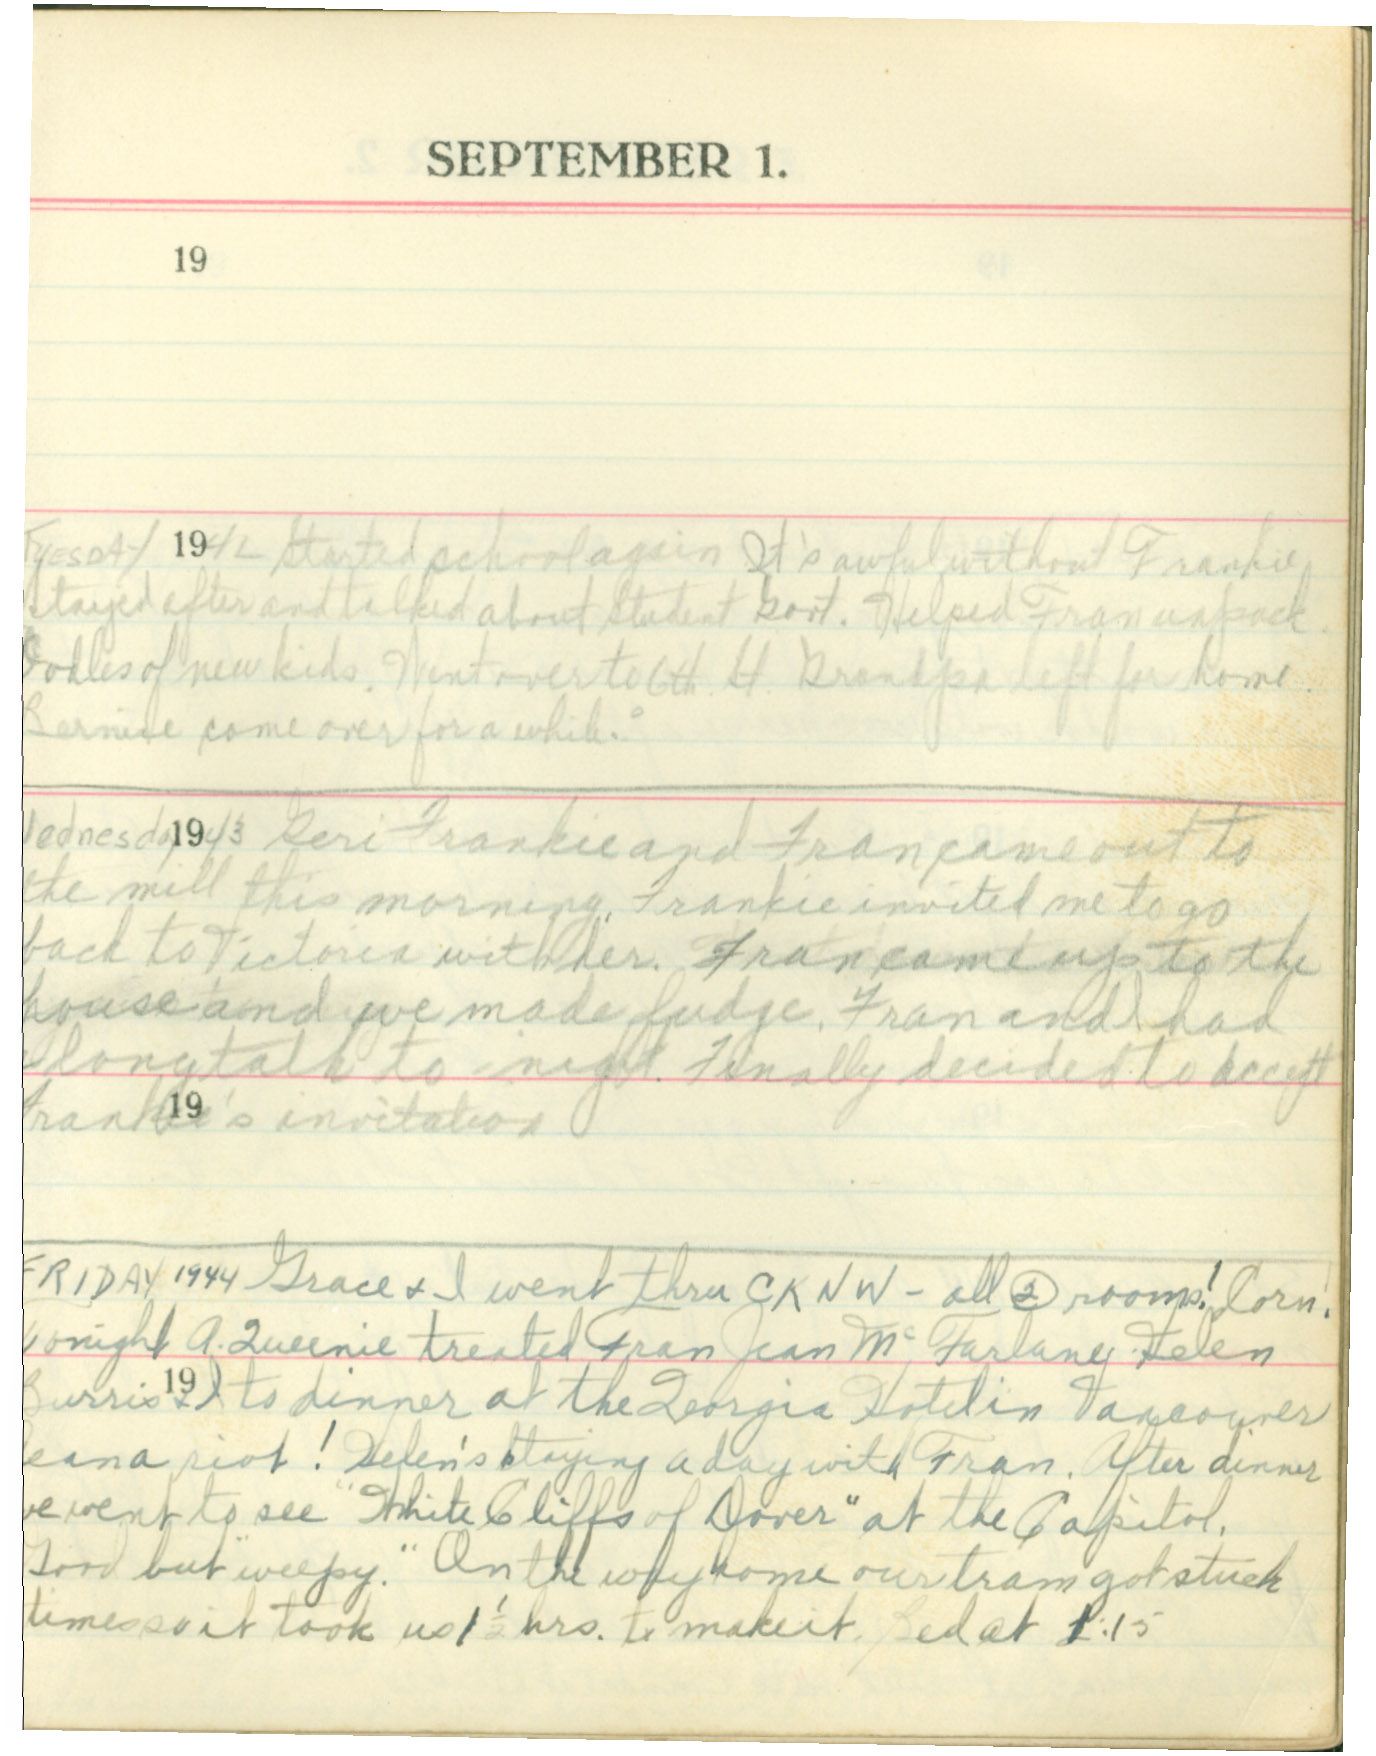 SEPTEMBER 1.
19
TUESDAY 1942 Started school again It's awful without Frankie
Stayed after and talked about Student Govt. Helped Fran unpack.
Oodles of new kids. Went over to 6th St. Grandpa left for home.
Bernice come over for a while.
Wednesday 1943 Geri Frankie and Fran came out to
the mill this morning. Frankie invited me to go
back to Victoria with her. Fran came up to the
house and we made fudge. Fran and I had
a long talk to-night. Finally decided to accept
19
Frankie's invitation
FRIDAY 1944 Grace & I went thru CKNW - all 2 rooms! Corn!
Tonight A. Queenie treated Fran Jean McFarlane, Helen
19
Burris & I to dinner at the Georgia Hotel in Vancouver
riot! Helen's staying a day with Fran. After dinner
we went to see "White Cliffs of Dover" at the Capitol.
Good but "weepy." On the way home our tram got stuck
times so it took us 1½ hrs. to make it. Bed at 1:15